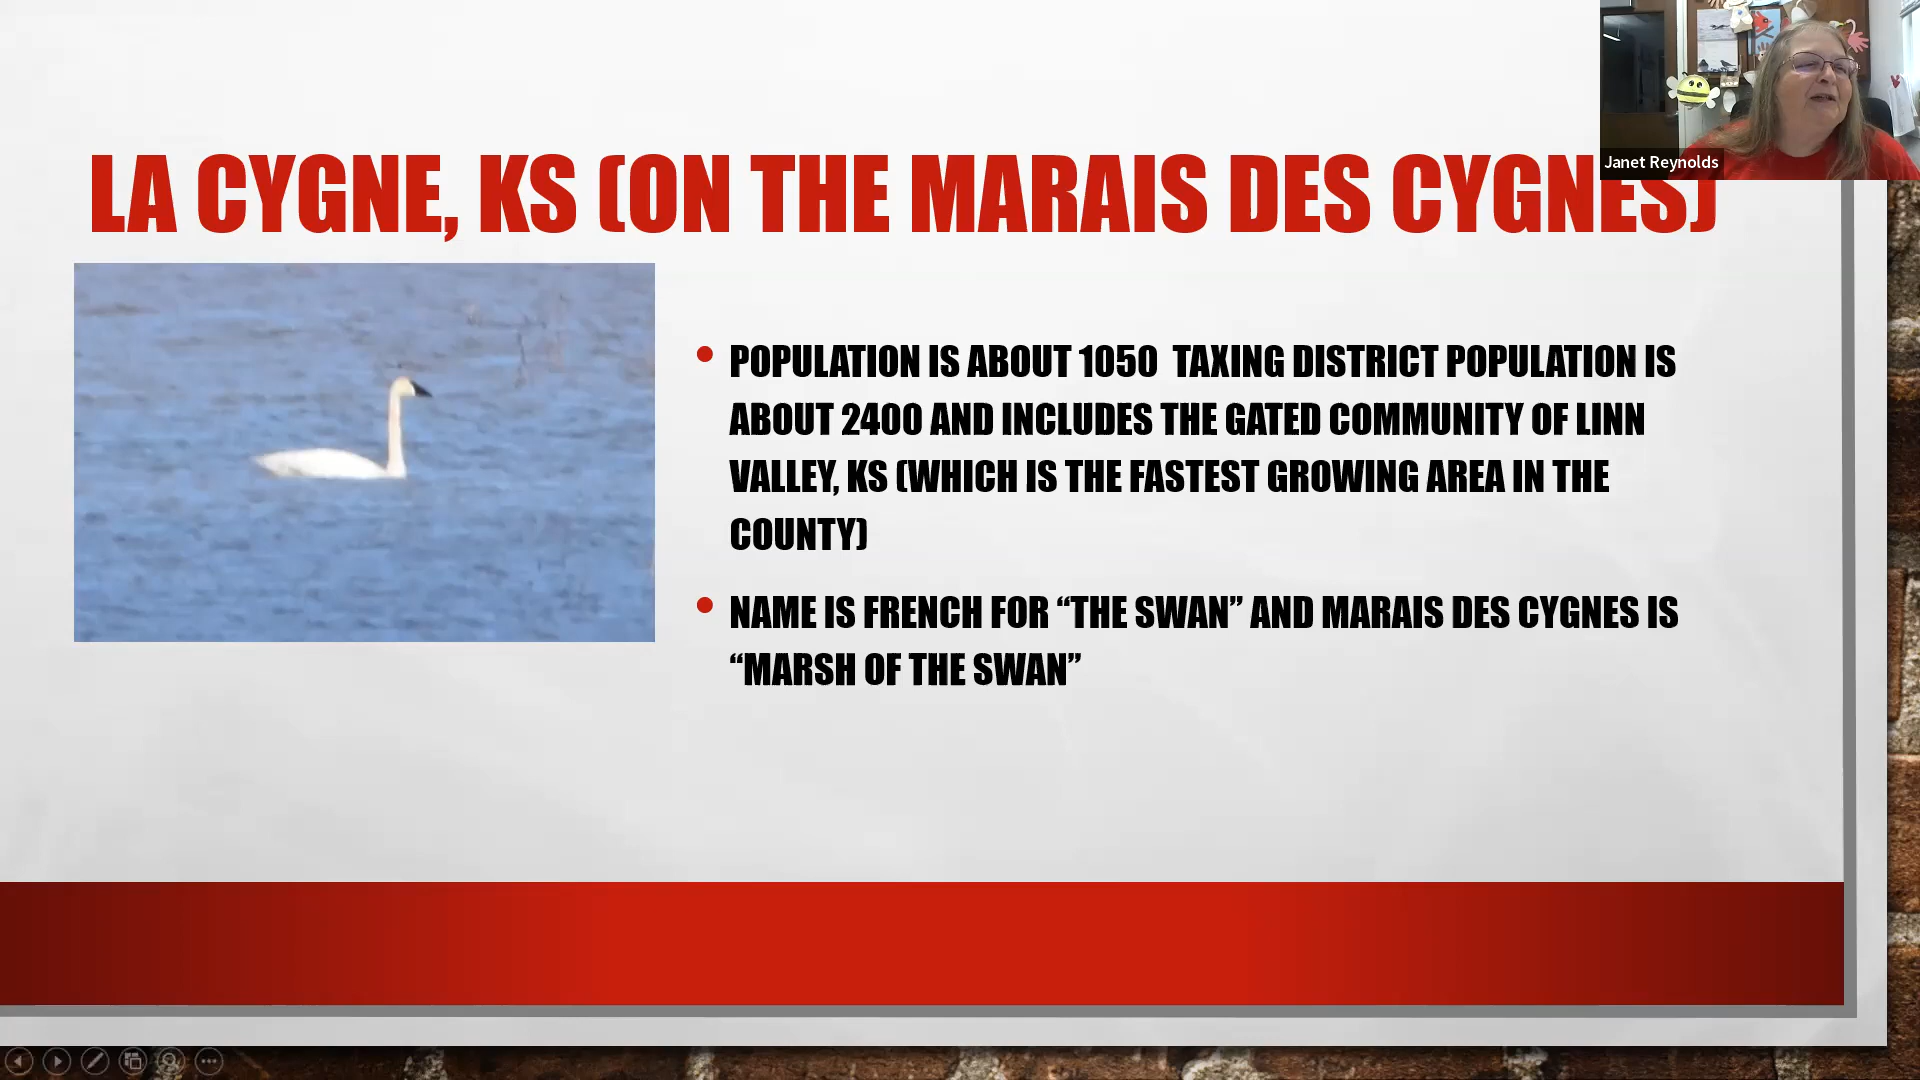 LA CYGNE, KS (ON THE MARAIS DES CYGNES)
Janet Reynolds
• POPULATION IS ABOUT 1050 TAXING DISTRICT POPULATION IS
ABOUT 2400 AND INCLUDES THE GATED COMMUNITY OF LINN
VALLEY, KS (WHICH IS THE FASTEST GROWING AREA IN THE
COUNTY)
• NAME IS FRENCH FOR “THE SWAN” AND MARAIS DES CYGNES IS
“MARSH OF THE SWAN”